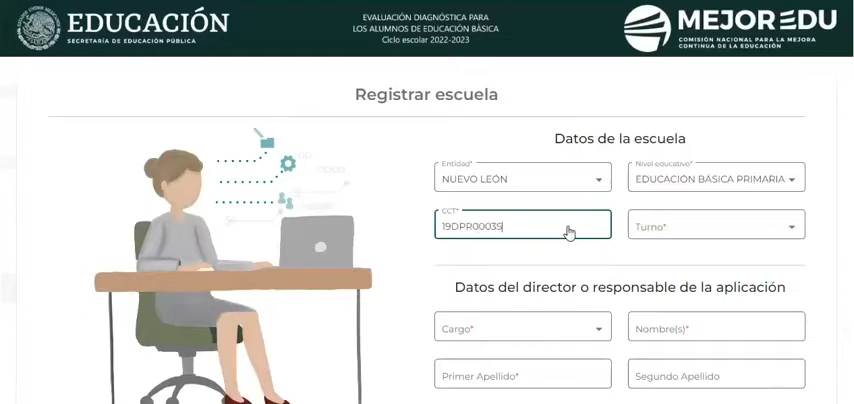 EDUCACIÓN
SECRETARÍA DE EDUCACIÓN PÚBLICA
EVALUACIÓN DIAGNÓSTICA PARA
LOS ALUMNOS DE EDUCACIÓN BÁSICA
Ciclo escolar 2022-2023
MEJOREDU
COMISIÓN NACIONAL PARA LA MEJORA
CONTINUA DE LA EDUCACIÓN
Registrar escuela
Datos de la escuela
Entidad*
NUEVO LEÓN
Nivel educativo*
EDUCACIÓN BÁSICA PRIMARIA
CCT*
19DPR0003S
Turno*
Datos del director o responsable de la aplicación
Cargo*
Nombre(s)*
Primer Apellido*
Segundo Apellido